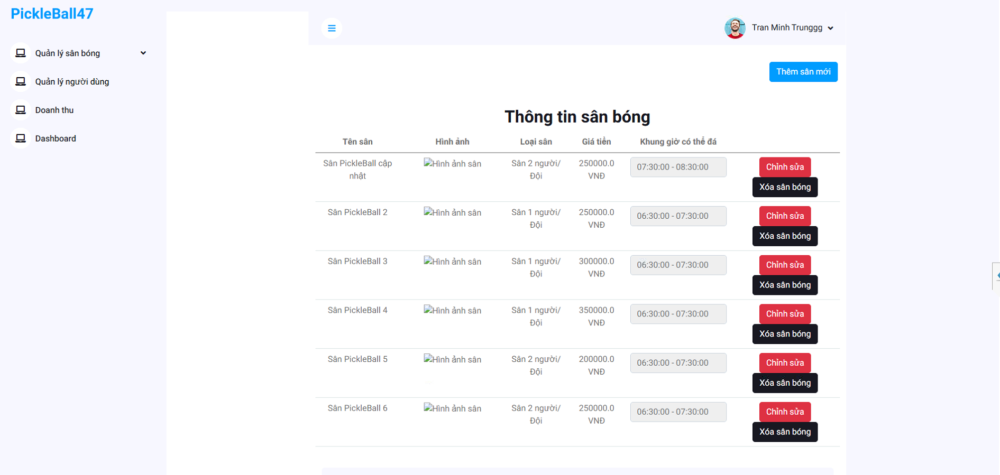 PickleBall47
Quản lý sân bóng
Quản lý người dùng
Doanh thu
Dashboard
Tran Minh Trunggg
Thêm sân mới
Thông tin sân bóng
Tên sân Hình ảnh Loại sân Giá tiền Khung giờ có thể đá
Sân PickleBall cập nhật Hình ảnh sân Sân 2 người/ Đội 250000.0 VNĐ 07:30:00 - 08:30:00 Chỉnh sửa
Xóa sân bóng
Sân PickleBall 2 Hình ảnh sân Sân 1 người/ Đội 250000.0 VNĐ 06:30:00 - 07:30:00 Chỉnh sửa
Xóa sân bóng
Sân PickleBall 3 Hình ảnh sân Sân 1 người/ Đội 300000.0 VNĐ 06:30:00 - 07:30:00 Chỉnh sửa
Xóa sân bóng
Sân PickleBall 4 Hình ảnh sân Sân 1 người/ Đội 350000.0 VNĐ 06:30:00 - 07:30:00 Chỉnh sửa
Xóa sân bóng
Sân PickleBall 5 Hình ảnh sân Sân 2 người/ Đội 200000.0 VNĐ 06:30:00 - 07:30:00 Chỉnh sửa
Xóa sân bóng
Sân PickleBall 6 Hình ảnh sân Sân 2 người/ Đội 250000.0 VNĐ 06:30:00 - 07:30:00 Chỉnh sửa
Xóa sân bóng